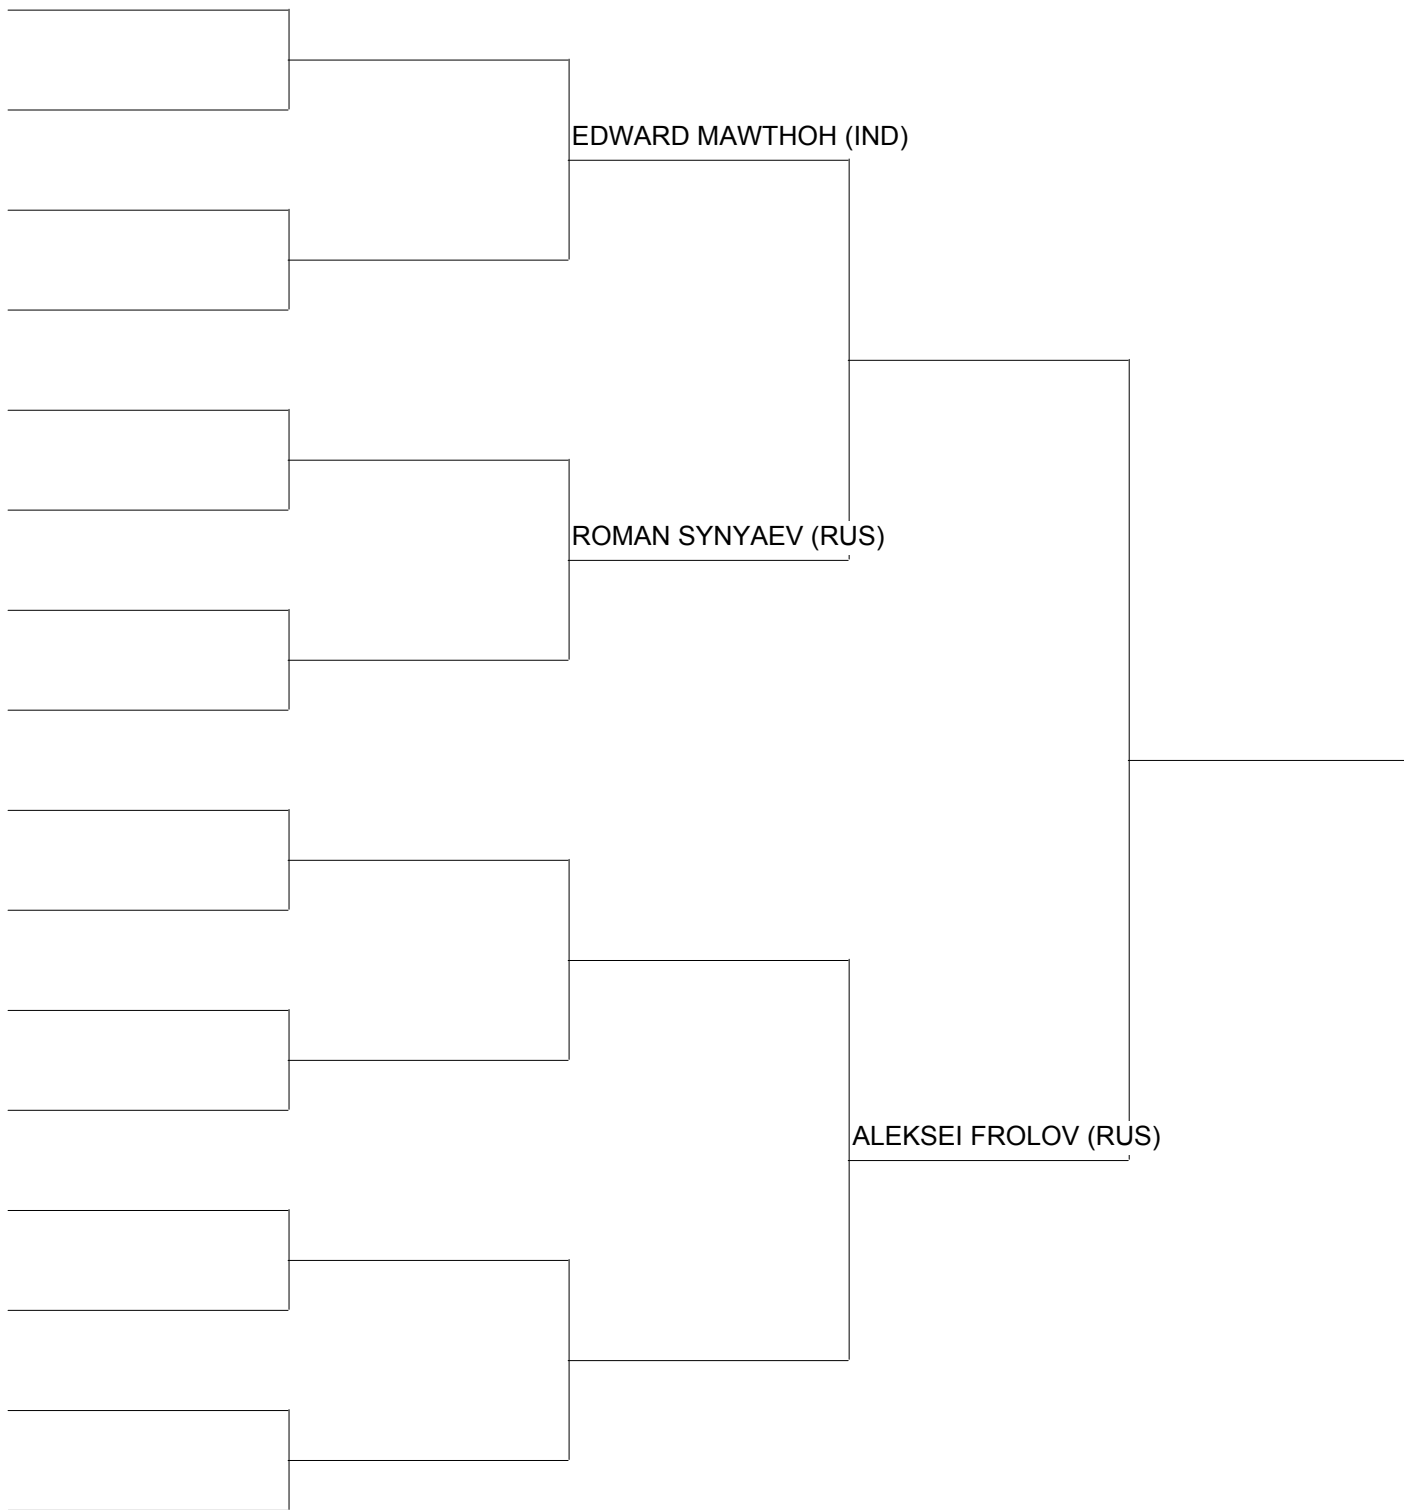 EDWARD MAWTHOH (IND)
ROMAN SYNYAEV (RUS)
ALEKSEI FROLOV (RUS)